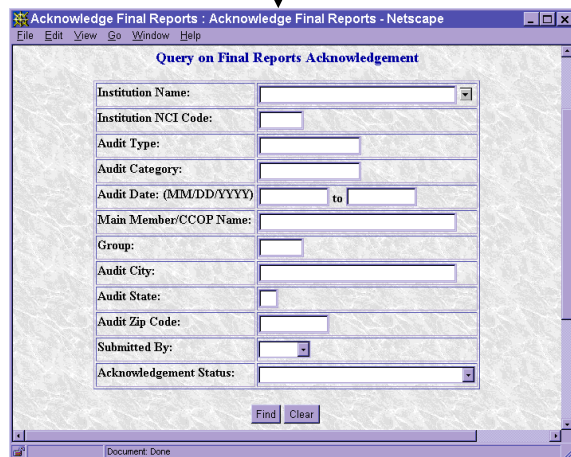 Acknowledge Final Reports : Acknowledge Final Reports - Netscape
File Edit View Go Window Help
Query on Final Reports Acknowledgement
Institution Name:
Institution NCI Code:
Audit Type:
Audit Category:
Audit Date: (MM/DD/YYYY) to
Main Member/CCOP Name:
Group:
Audit City:
Audit State:
Audit Zip Code:
Submitted By:
Acknowledgement Status:
Find Clear
Document: Done